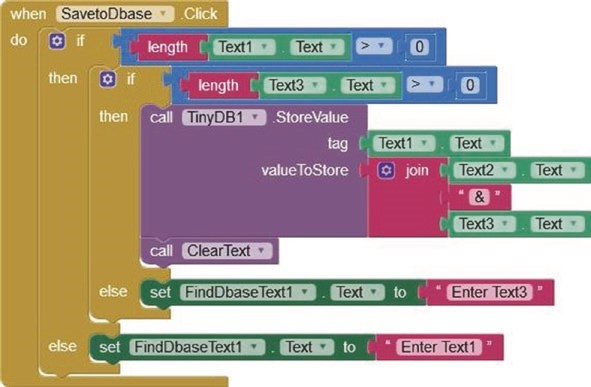 when SavetoDbase .Click
do if length Text1 . Text > 0
then if length Text3 . Text > 0
then call TinyDB1 .StoreValue
tag Text1 . Text
valueToStore join Text2 . Text
" & "
Text3 . Text
call ClearText
else set FindDbaseText1 . Text to " Enter Text3 "
else set FindDbaseText1 . Text to " Enter Text1 "